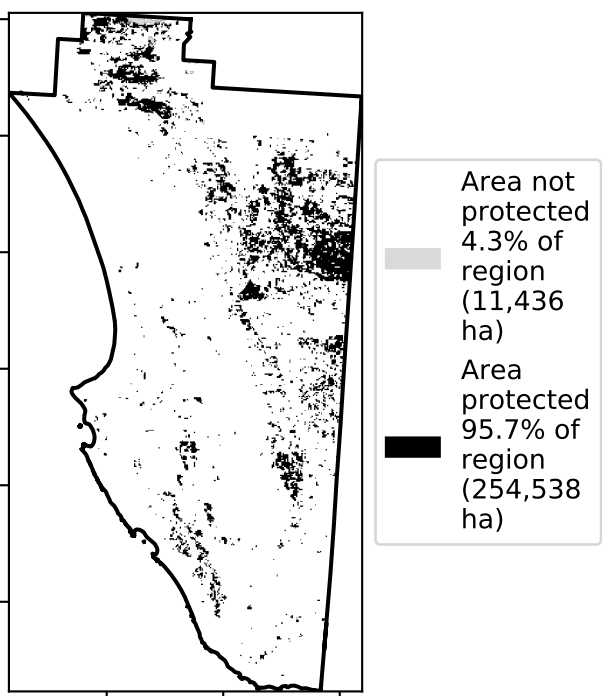 Area not
protected
4.3% of
region
(11,436
ha)
Area
protected
95.7% of
region
(254,538
ha)